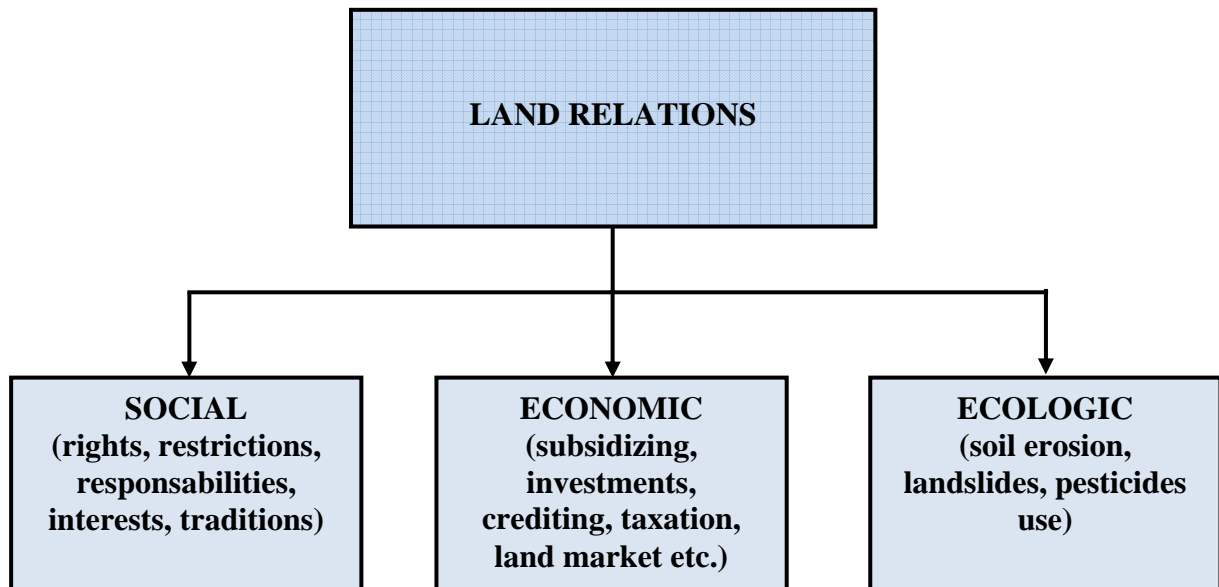 LAND RELATIONS
SOCIAL
(rights, restrictions,
responsabilities,
interests, traditions)
ECONOMIC
(subsidizing,
investments,
crediting, taxation,
land market etc.)
ECOLOGIC
(soil erosion,
landslides, pesticides
use)